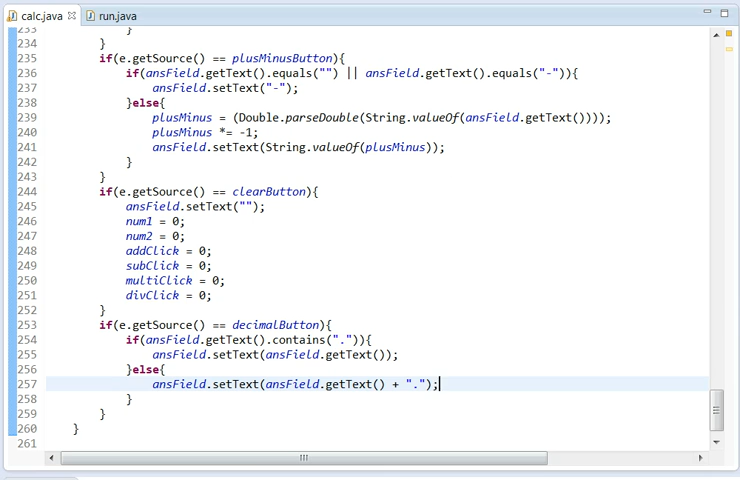 calc.java run.java
233 }
234 }
235 if(e.getSource() == plusMinusButton){
236 if(ansField.getText().equals("") || ansField.getText().equals("-")){
237 ansField.setText("-");
238 }else{
239 plusMinus = (Double.parseDouble(String.valueOf(ansField.getText())));
240 plusMinus *= -1;
241 ansField.setText(String.valueOf(plusMinus));
242 }
243 }
244 if(e.getSource() == clearButton){
245 ansField.setText("");
246 num1 = 0;
247 num2 = 0;
248 addClick = 0;
249 subClick = 0;
250 multiClick = 0;
251 divClick = 0;
252 }
253 if(e.getSource() == decimalButton){
254 if(ansField.getText().contains(".")){
255 ansField.setText(ansField.getText());
256 }else{
257 ansField.setText(ansField.getText() + ".");
258 }
259 }
260 }
261